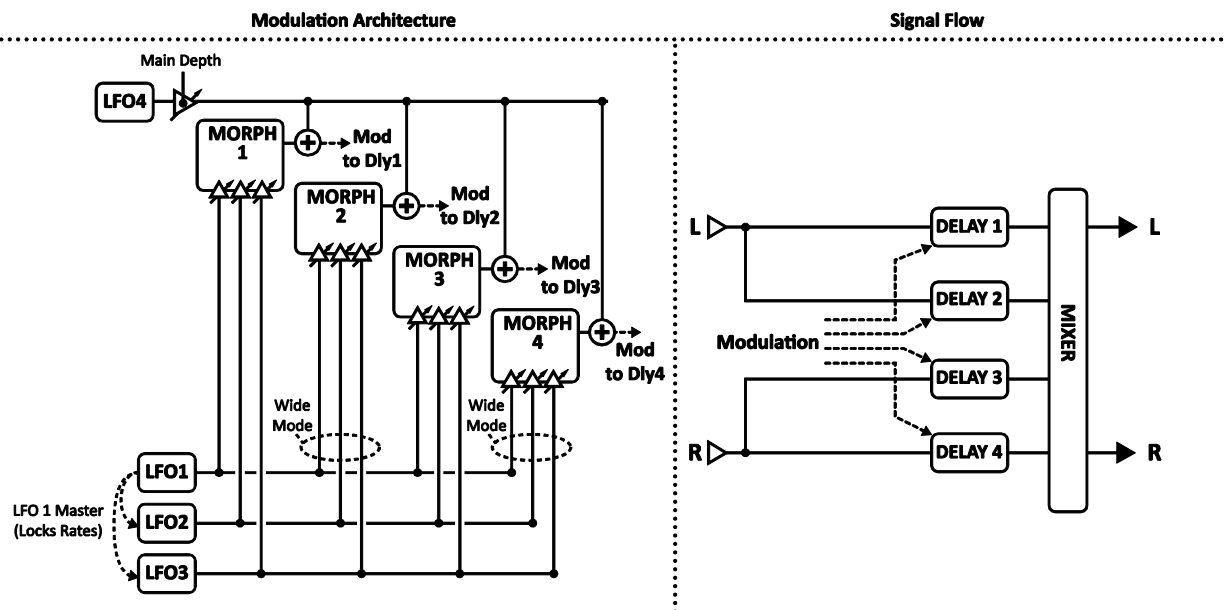 Modulation Architecture
Signal Flow
Main Depth
LFO4
MORPH
1
Mod
to Dly1
MORPH
2
Mod
to Dly2
MORPH
3
Mod
to Dly3
MORPH
4
Mod
to Dly4
Wide
Mode
Wide
Mode
LFO1
LFO2
LFO3
LFO 1 Master
(Locks Rates)
L
DELAY 1
L
DELAY 2
Modulation
MIXER
DELAY 3
R
DELAY 4
R